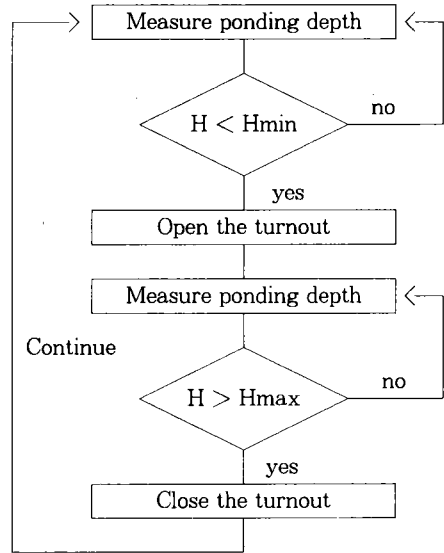 Measure ponding depth
H < Hmin
no
yes
Open the turnout
Measure ponding depth
Continue
H > Hmax
no
yes
Close the turnout